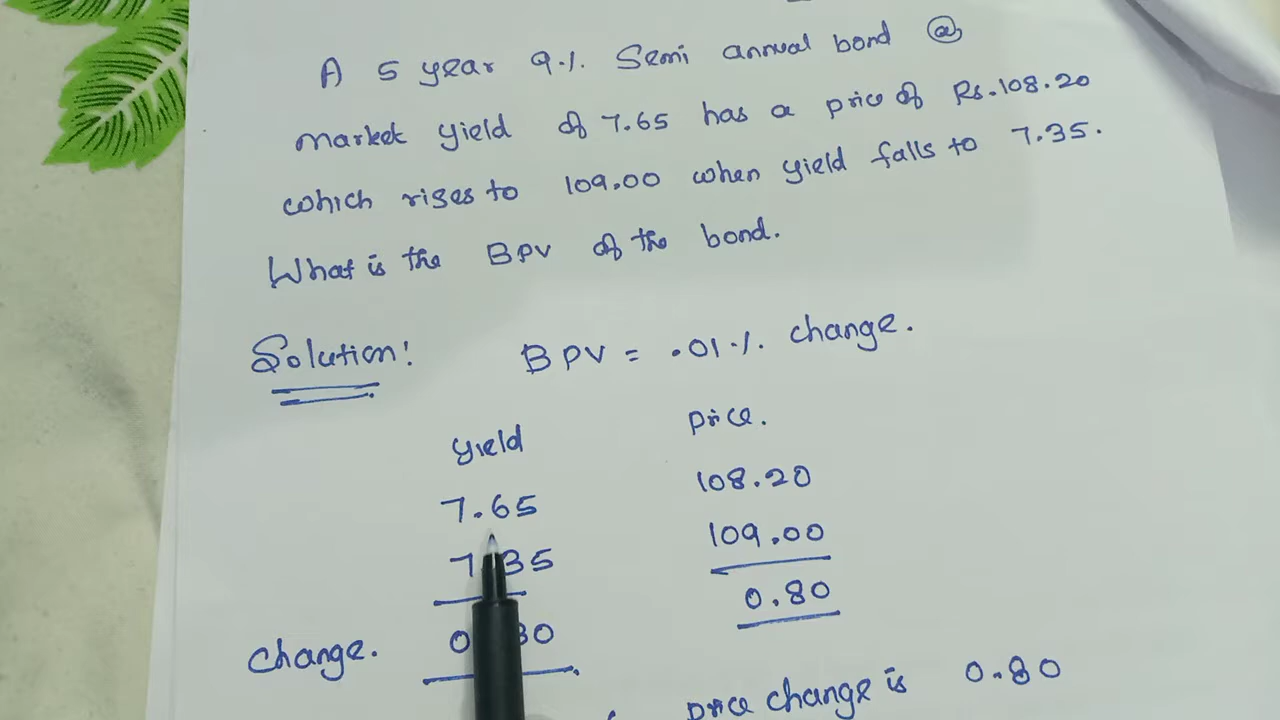 A 5 year 9.1. Semi annual bond @
market yield of 7.65 has a price of Rs.108.20
which rises to 109.00 when yield falls to 7.35.
What is the BPV of the bond.
Solution:
BPV = .01.1. change.
yield price.
7.65 108.20
35 109.00
0.80
change. 0 30
price change is 0.80